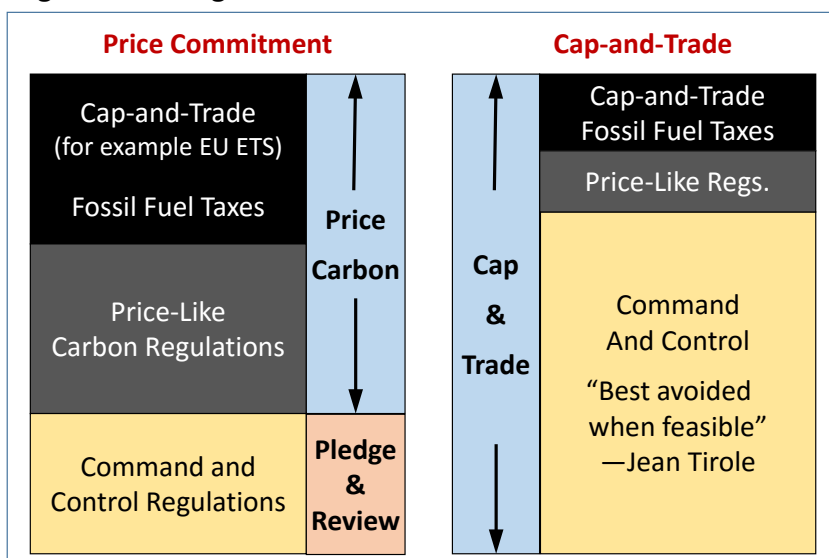 Price Commitment
Cap-and-Trade
(for example EU ETS)
Fossil Fuel Taxes
Price-Like
Carbon Regulations
Command and
Control Regulations
Price
Carbon
Pledge
&
Review
Cap-and-Trade
Cap
&
Trade
Cap-and-Trade
Fossil Fuel Taxes
Price-Like Regs.
Command
And Control
“Best avoided
when feasible”
—Jean Tirole